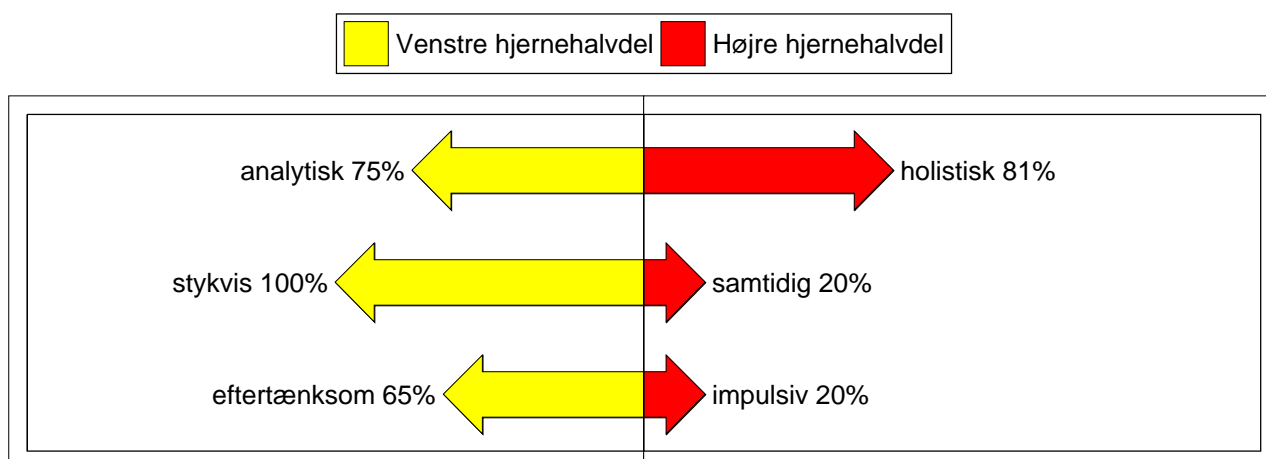 Venstre hjernehalvdel Højre hjernehalvdel
analytisk 75% holistisk 81%
stykvis 100% samtidig 20%
eftertænksom 65% impulsiv 20%